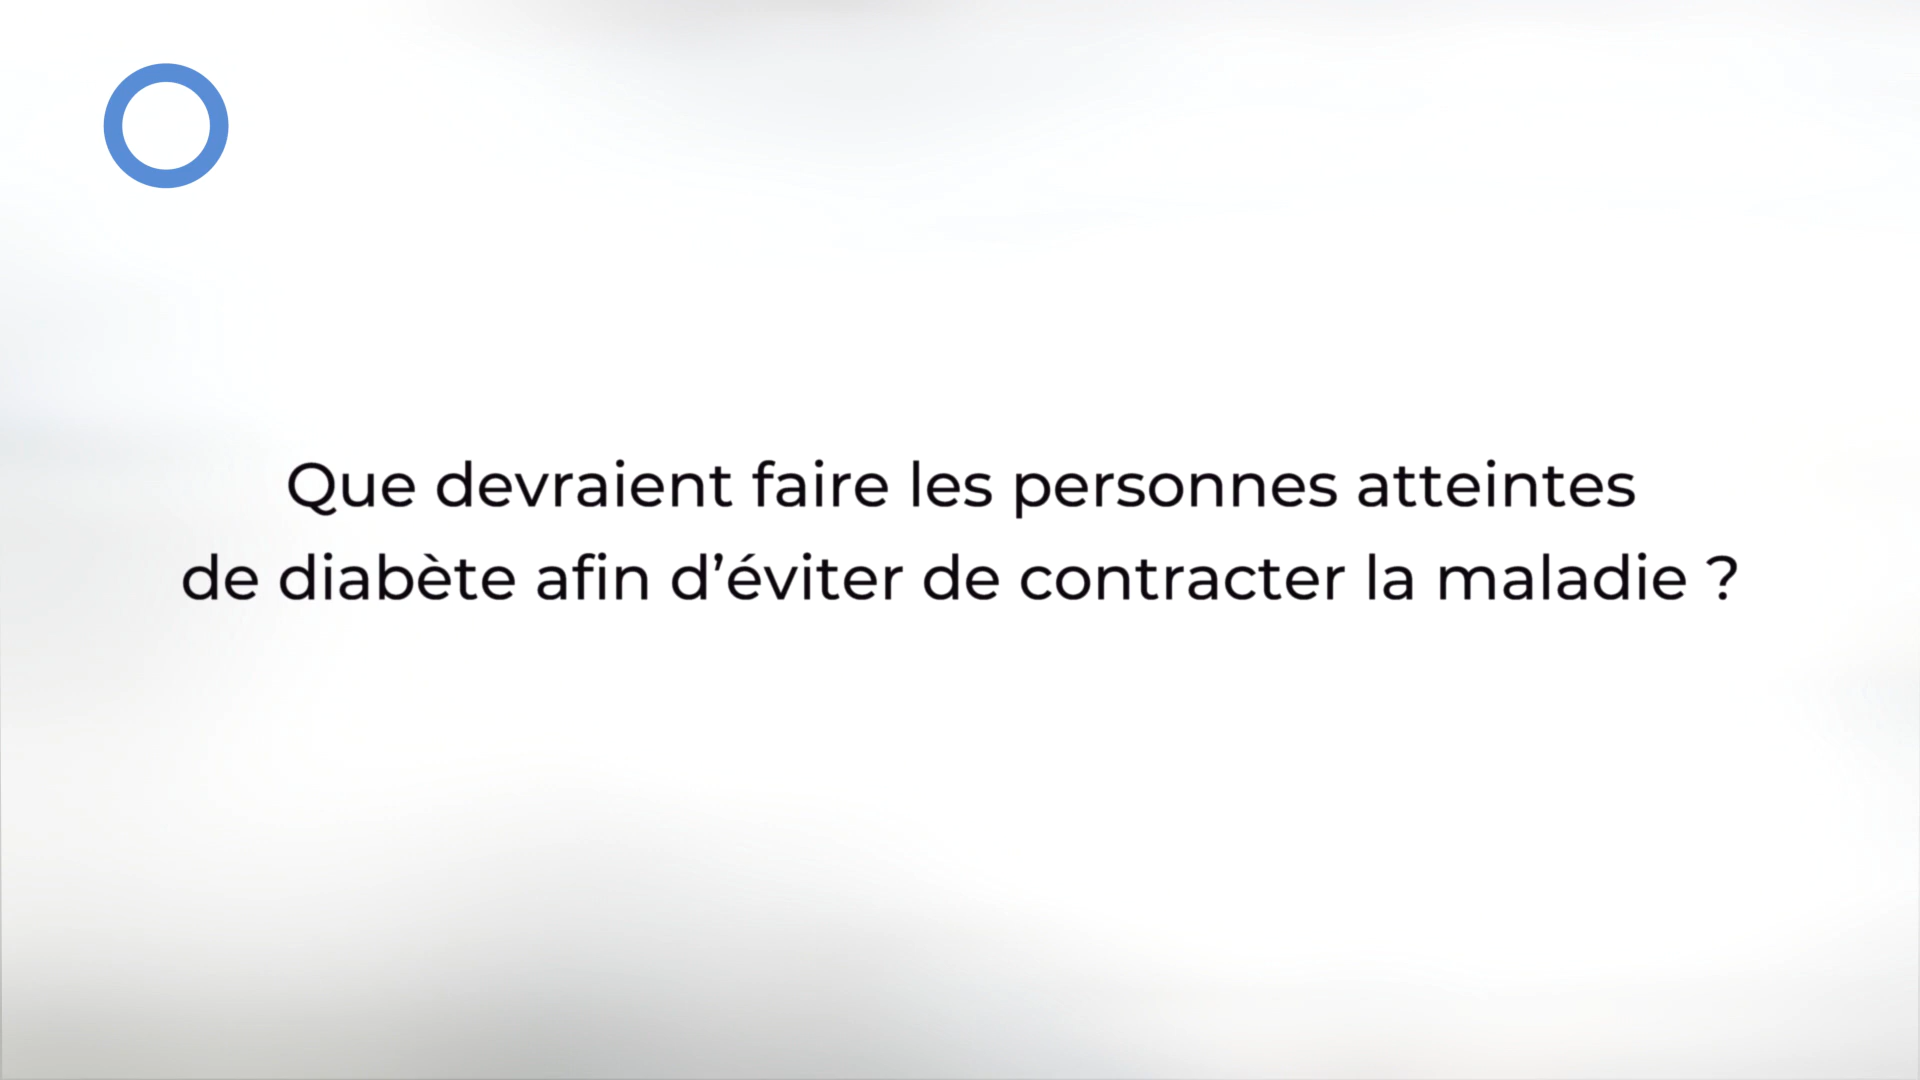 Que devraient faire les personnes atteintes
de diabète afin d’éviter de contracter la maladie ?